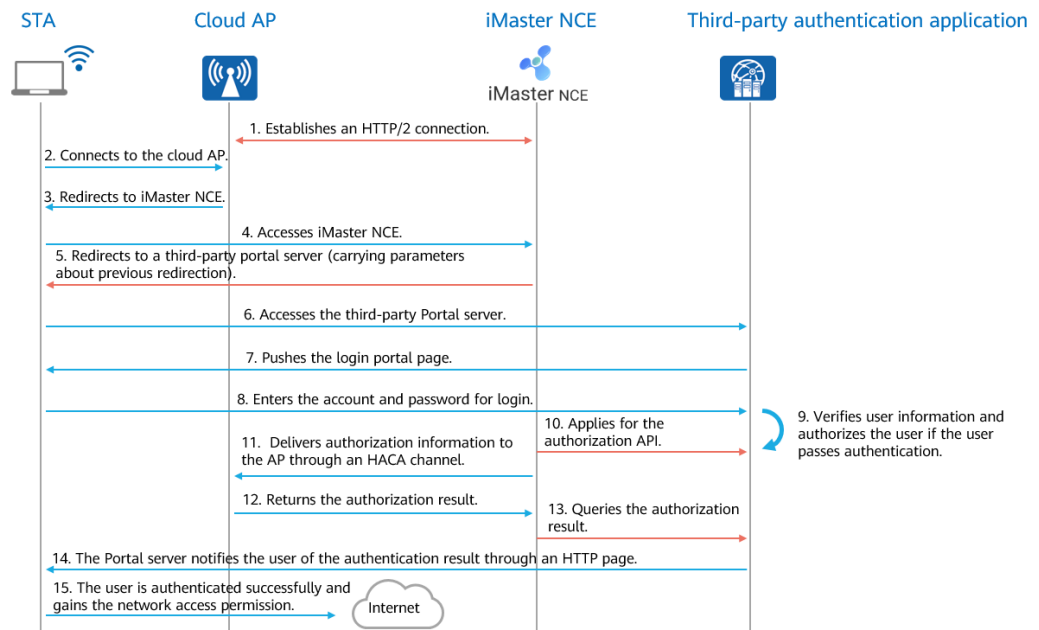 STA
Cloud AP
iMaster NCE
Third-party authentication application
iMaster NCE
1. Establishes an HTTP/2 connection.
2. Connects to the cloud AP.
3. Redirects to iMaster NCE.
4. Accesses iMaster NCE.
5. Redirects to a third-party portal server (carrying parameters
about previous redirection).
6. Accesses the third-party Portal server.
7. Pushes the login portal page.
8. Enters the account and password for login.
9. Verifies user information and
authorizes the user if the user
passes authentication.
10. Applies for the
authorization API.
11. Delivers authorization information to
the AP through an HACA channel.
12. Returns the authorization result.
13. Queries the authorization
result.
14. The Portal server notifies the user of the authentication result through an HTTP page.
15. The user is authenticated successfully and
gains the network access permission.
Internet